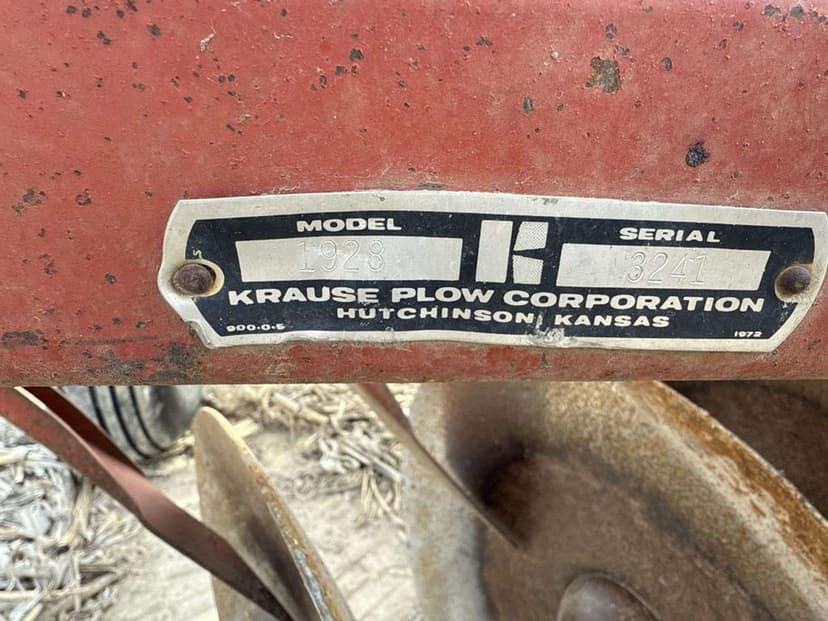 MODEL
SERIAL
1928
3241
KRAUSE PLOW CORPORATION
HUTCHINSON, KANSAS
900-0-5
1972